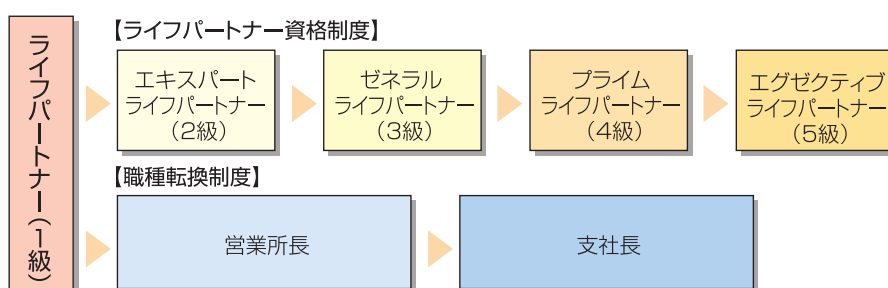 ライフパートナー（1級）
【ライフパートナー資格制度】
エキスパート
ライフパートナー
（2級）
ゼネラル
ライフパートナー
（3級）
プライム
ライフパートナー
（4級）
エグゼクティブ
ライフパートナー
（5級）
【職種転換制度】
営業所長
支社長